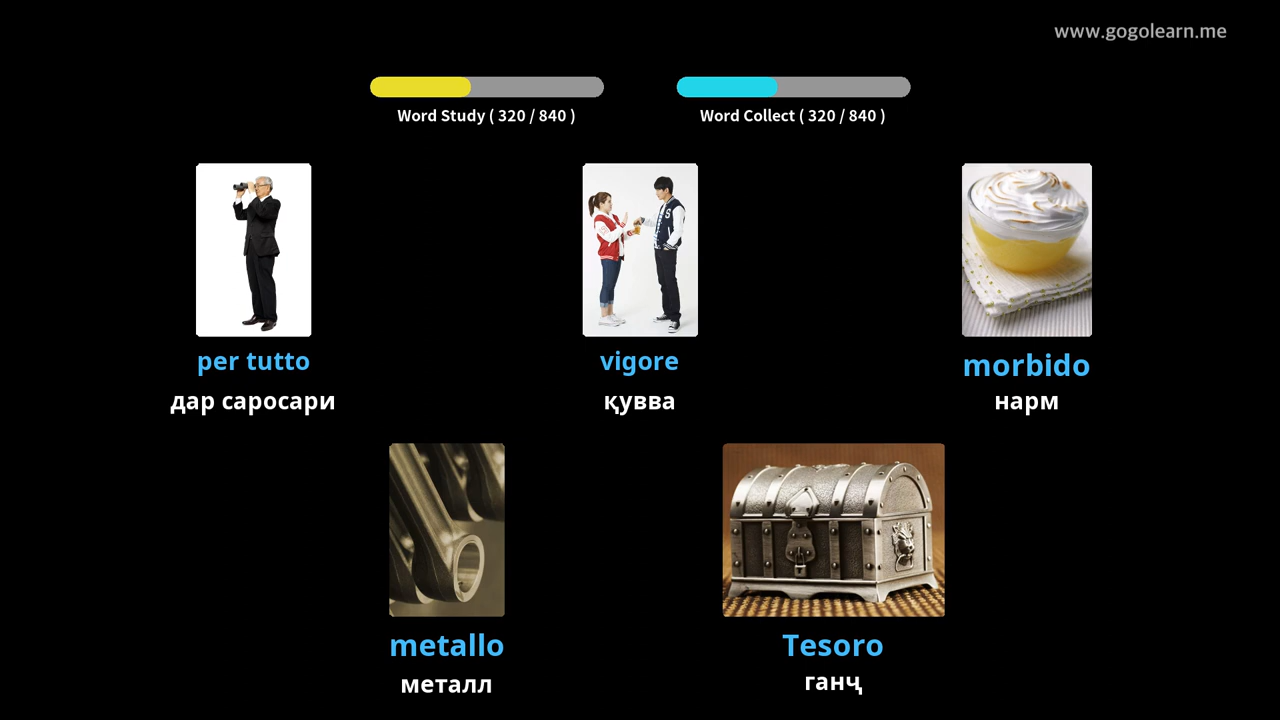 www.gogolearn.me
Word Study ( 320 / 840 )
Word Collect ( 320 / 840 )
per tutto
дар саросари
vigore
қувва
morbido
нарм
metallo
металл
Tesoro
ганҷ